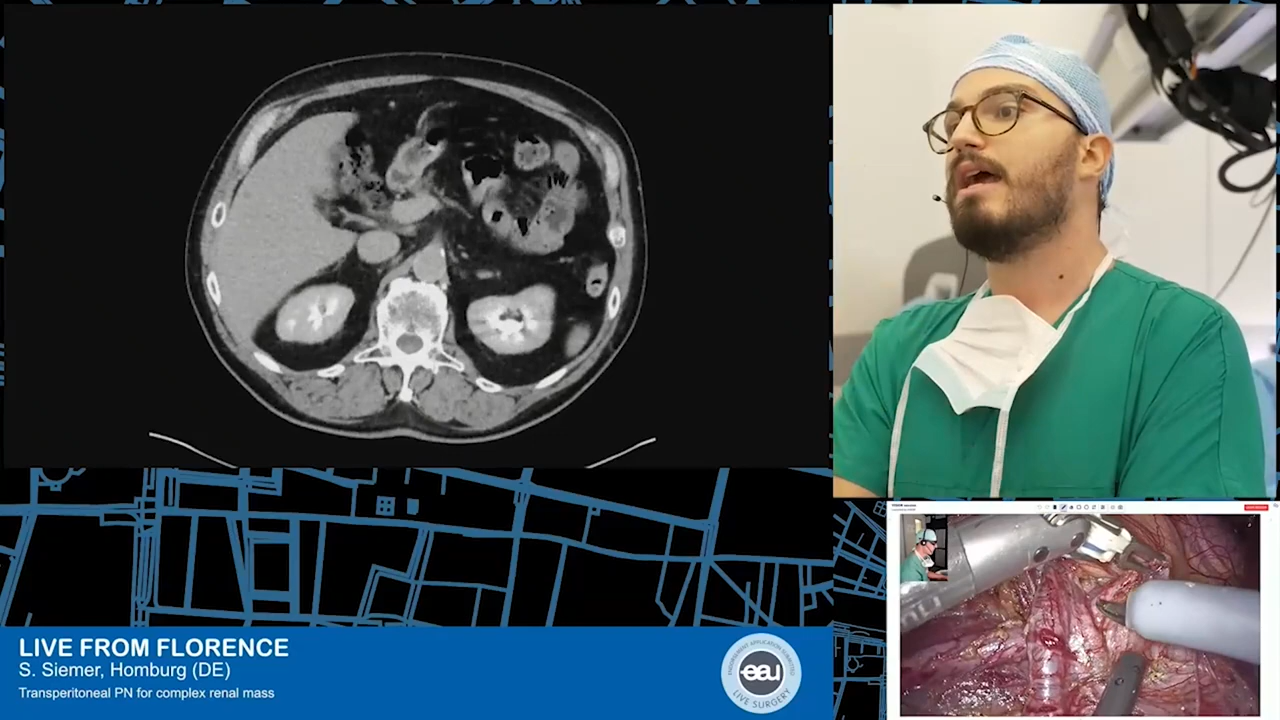 LIVE FROM FLORENCE
S. Siemer, Homburg (DE)
Transperitoneal PN for complex renal mass
eau
LIVE SURGERY